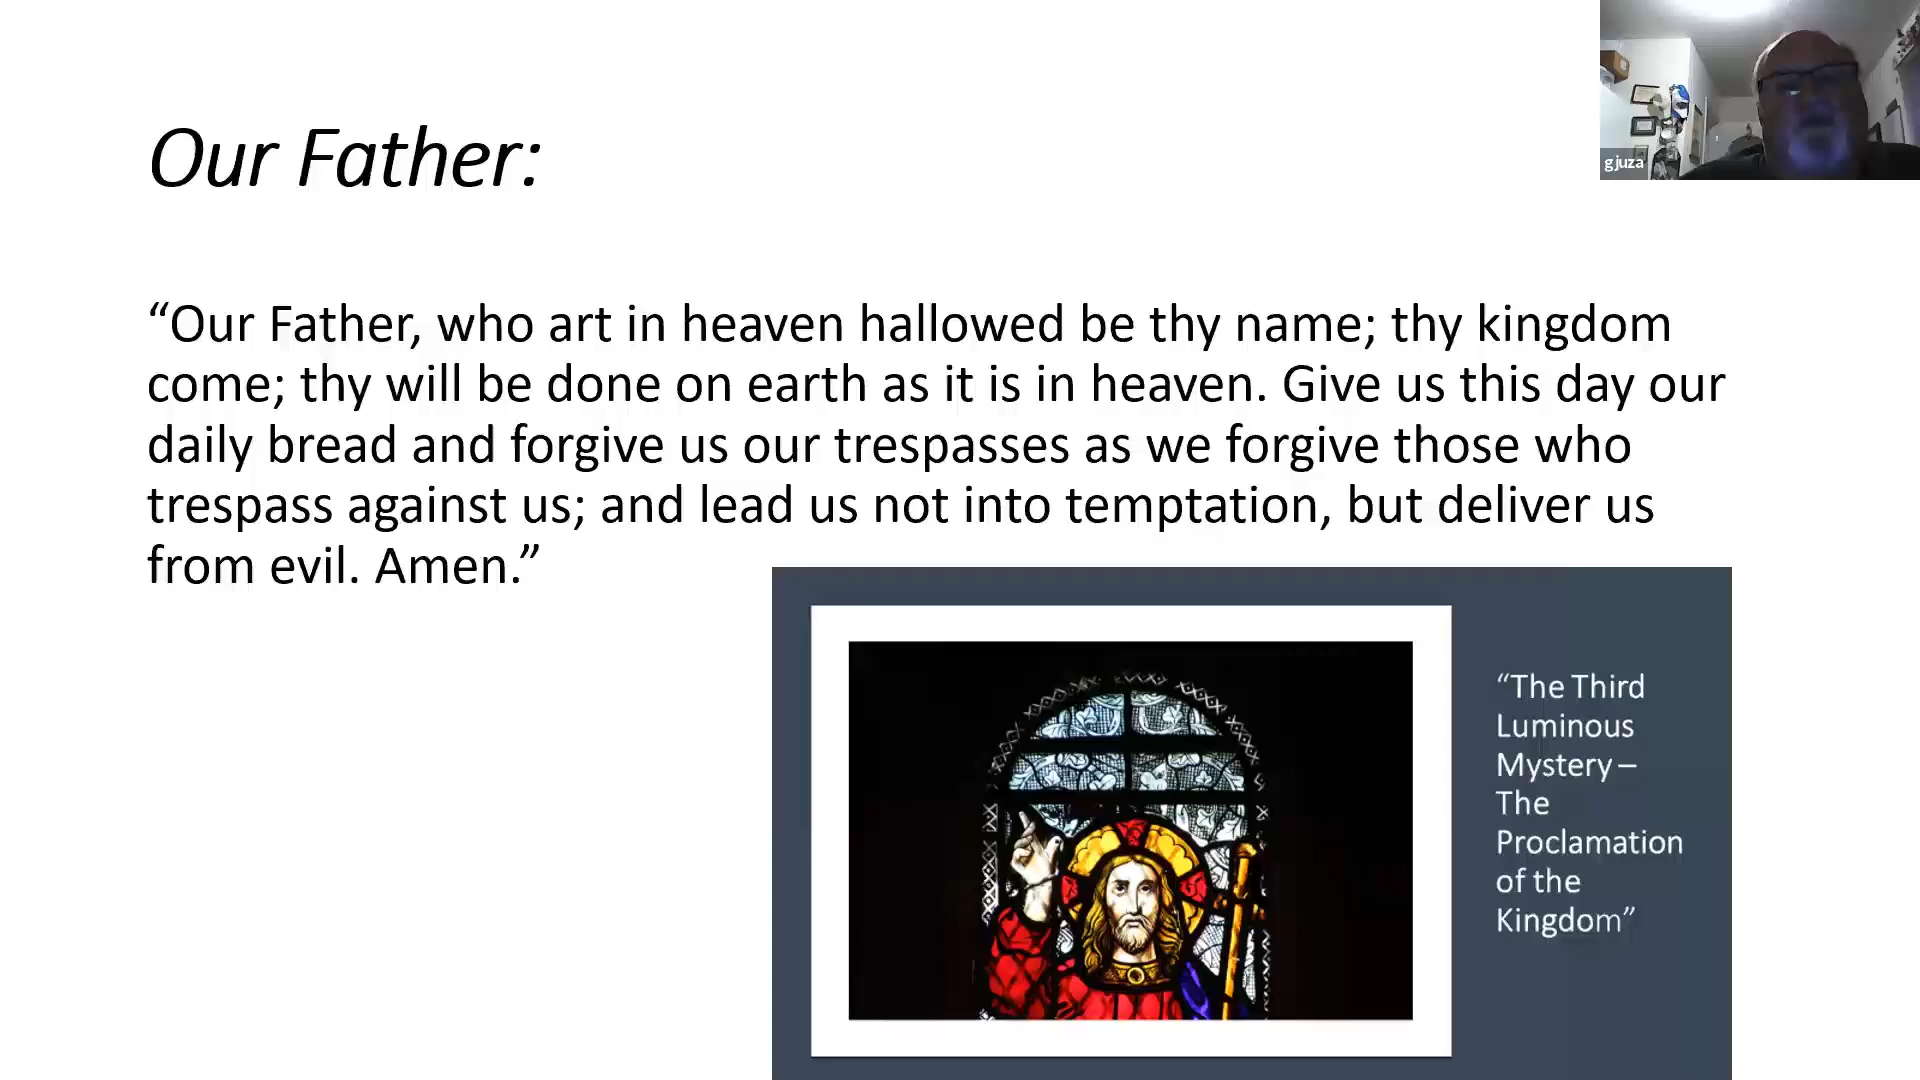 Our Father:
gjuza
“Our Father, who art in heaven hallowed be thy name; thy kingdom
come; thy will be done on earth as it is in heaven. Give us this day our
daily bread and forgive us our trespasses as we forgive those who
trespass against us; and lead us not into temptation, but deliver us
from evil. Amen.”
“The Third
Luminous
Mystery –
The
Proclamation
of the
Kingdom”